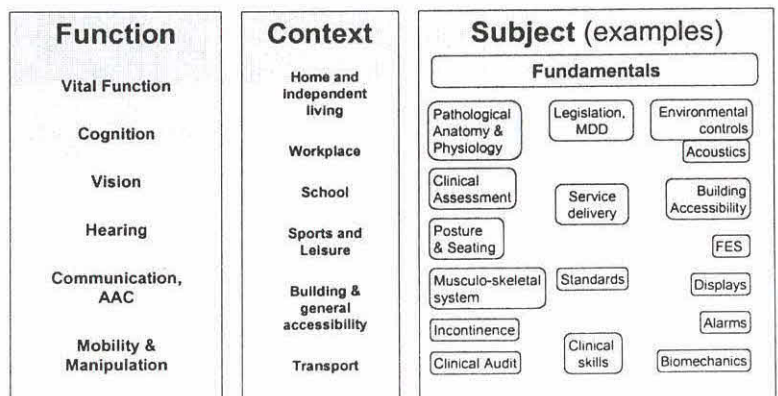 Function
Vital Function
Cognition
Vision
Hearing
Communication,
AAC
Mobility &
Manipulation
Context
Home and
independent
living
Workplace
School
Sports and
Leisure
Building &
general
accessibility
Transport
Subject (examples)
Fundamentals
Pathological
Anatomy &
Physiology
Clinical
Assessment
Posture
& Seating
Musculo-skeletal
system
Incontinence
Clinical Audit
Legislation,
MDD
Service
delivery
Standards
Clinical
skills
Environmental
controls
Acoustics
Building
Accessibility
FES
Displays
Alarms
Biomechanics